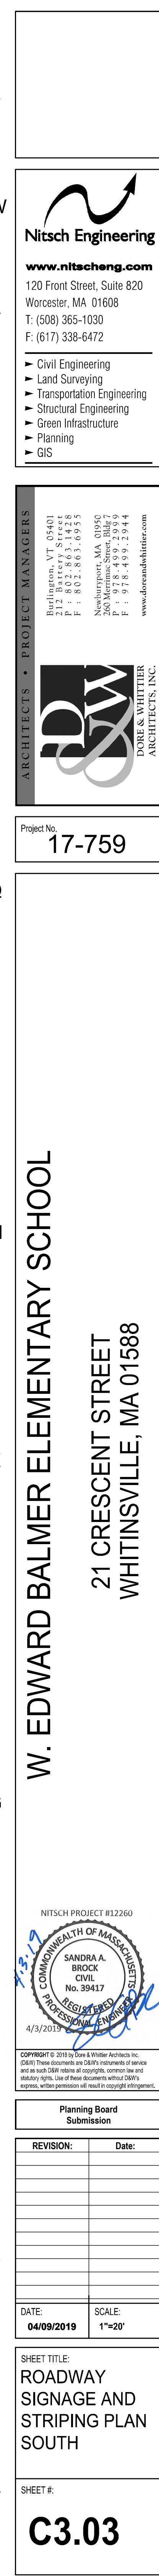 Nitsch Engineering
www.nitscheng.com
120 Front Street, Suite 820
Worcester, MA 01608
T: (508) 365-1030
F: (617) 338-6472
► Civil Engineering
► Land Surveying
► Transportation Engineering
► Structural Engineering
► Green Infrastructure
► Planning
► GIS
ARCHITECTS • PROJECT MANAGERS
Burlington, VT 05401
212 Battery Street
P : 802.863.1428
F : 802.863.6955
Newburyport, MA 01950
260 Merrimac Street, Bldg 7
P : 978.499.2999
F : 978.499.2944
www.doreandwhittier.com
D&W
DORE & WHITTIER
ARCHITECTS, INC.
Project No.
17-759
W. EDWARD BALMER ELEMENTARY SCHOOL
21 CRESCENT STREET
WHITINSVILLE, MA 01588
NITSCH PROJECT #12260
4.3.19
COMMONWEALTH OF MASSACHUSETTS
SANDRA A.
BROCK
CIVIL
No. 39417
REGISTERED
PROFESSIONAL ENGINEER
4/3/2019
COPYRIGHT © 2018 by Dore & Whittier Architects Inc.
(D&W) These documents are D&W's instruments of service
and as such D&W retains all copyrights, common law and
statutory rights. Use of these documents without D&W's
express, written permission will result in copyright infringement.
Planning Board
Submission
REVISION: Date:
DATE: SCALE:
04/09/2019 1"=20'
SHEET TITLE:
ROADWAY
SIGNAGE AND
STRIPING PLAN
SOUTH
SHEET #:
C3.03